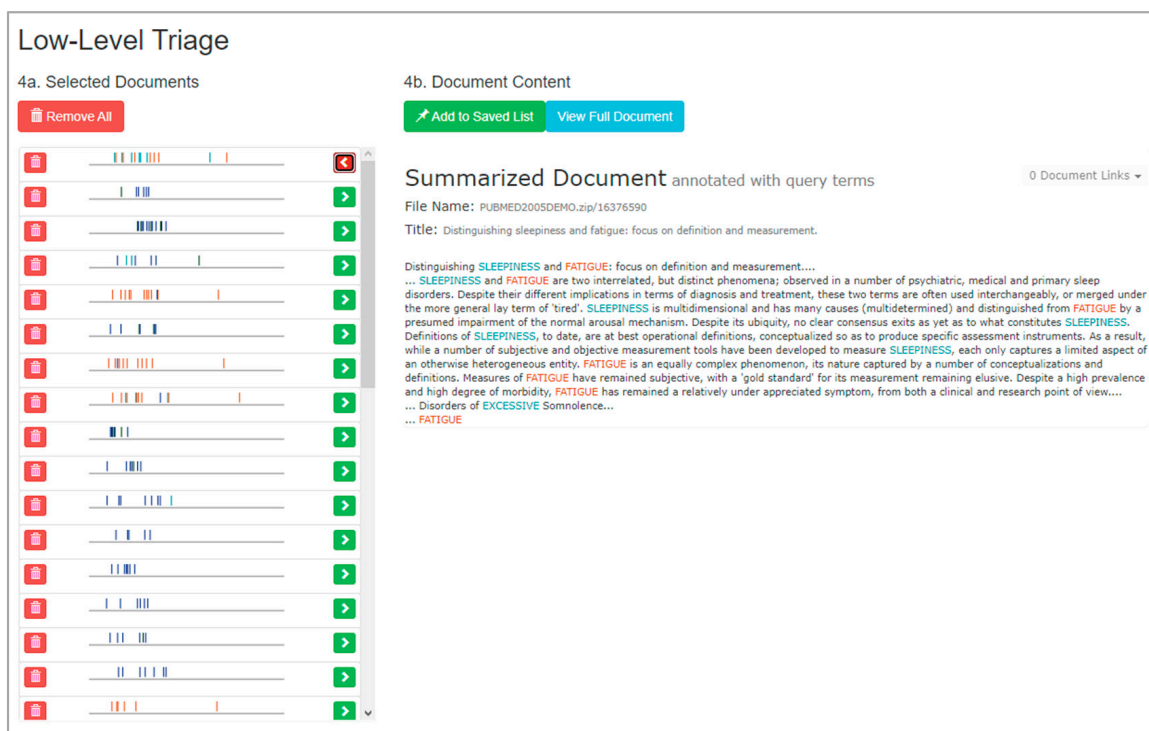 Low-Level Triage
4a. Selected Documents
Remove All
4b. Document Content
Add to Saved List
View Full Document
Summarized Document annotated with query terms
0 Document Links
File Name: PUBMED2005DEMO.zip/16376590
Title: Distinguishing sleepiness and fatigue: focus on definition and measurement.
Distinguishing SLEEPINESS and FATIGUE: focus on definition and measurement....
... SLEEPINESS and FATIGUE are two interrelated, but distinct phenomena; observed in a number of psychiatric, medical and primary sleep
disorders. Despite their different implications in terms of diagnosis and treatment, these two terms are often used interchangeably, or merged under
the more general lay term of 'tired'. SLEEPINESS is multidimensional and has many causes (multidetermined) and distinguished from FATIGUE by a
presumed impairment of the normal arousal mechanism. Despite its ubiquity, no clear consensus exits as yet as to what constitutes SLEEPINESS.
Definitions of SLEEPINESS, to date, are at best operational definitions, conceptualized so as to produce specific assessment instruments. As a result,
while a number of subjective and objective measurement tools have been developed to measure SLEEPINESS, each only captures a limited aspect of
an otherwise heterogeneous entity. FATIGUE is an equally complex phenomenon, its nature captured by a number of conceptualizations and
definitions. Measures of FATIGUE have remained subjective, with a 'gold standard' for its measurement remaining elusive. Despite a high prevalence
and high degree of morbidity, FATIGUE has remained a relatively under appreciated symptom, from both a clinical and research point of view....
... Disorders of EXCESSIVE Somnolence...
... FATIGUE